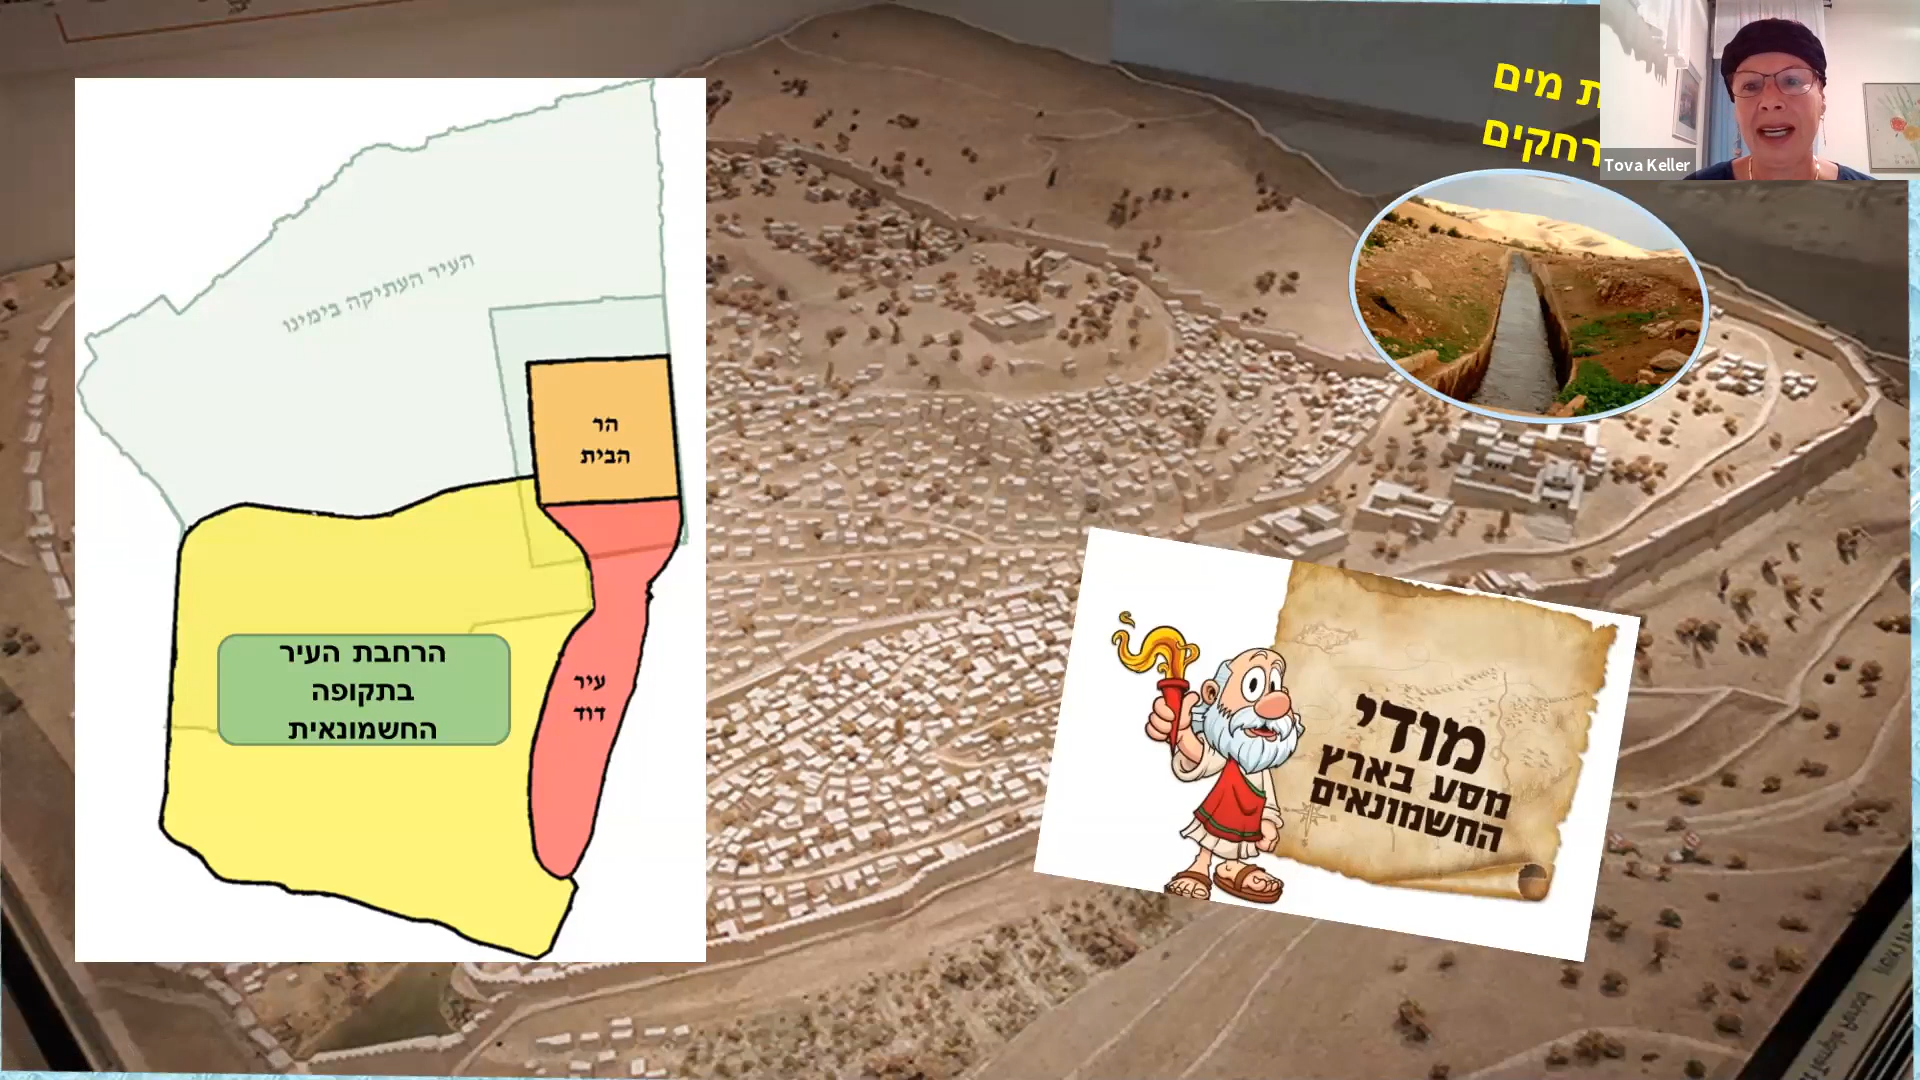 ת מים
רחקים
Tova Keller
העיר העתיקה בימינו
הר
הבית
עיר
דוד
הרחבת העיר
בתקופה
החשמונאית
מודי
מסע בארץ
החשמונאים